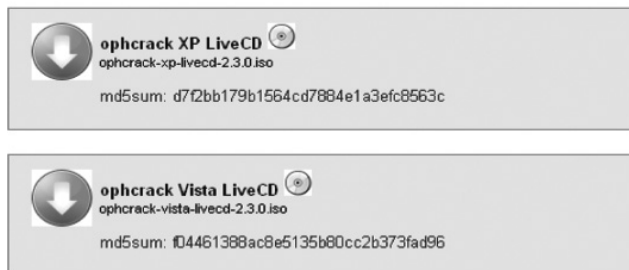 ophcrack XP LiveCD
ophcrack-xp-livecd-2.3.0.iso
md5sum: d7f2bb179b1564cd7884e1a3efc8563c
ophcrack Vista LiveCD
ophcrack-vista-livecd-2.3.0.iso
md5sum: f04461388ac8e5135b80cc2b373fad96